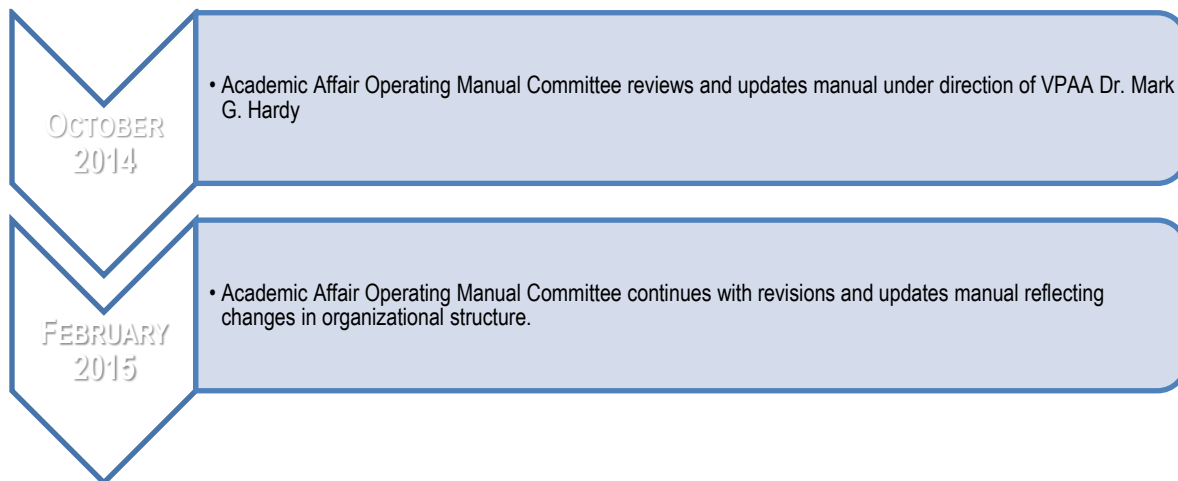 OCTOBER
2014
• Academic Affair Operating Manual Committee reviews and updates manual under direction of VPAA Dr. Mark
G. Hardy
FEBRUARY
2015
• Academic Affair Operating Manual Committee continues with revisions and updates manual reflecting
changes in organizational structure.